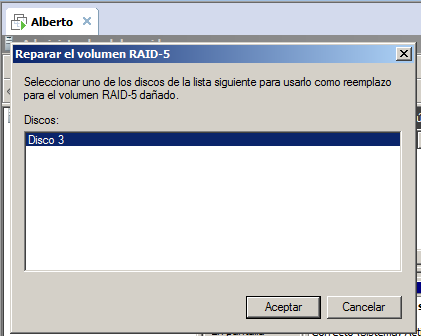 Alberto
Reparar el volumen RAID-5
Seleccionar uno de los discos de la lista siguiente para usarlo como reemplazo
para el volumen RAID-5 dañado.
Discos:
Disco 3
Aceptar
Cancelar